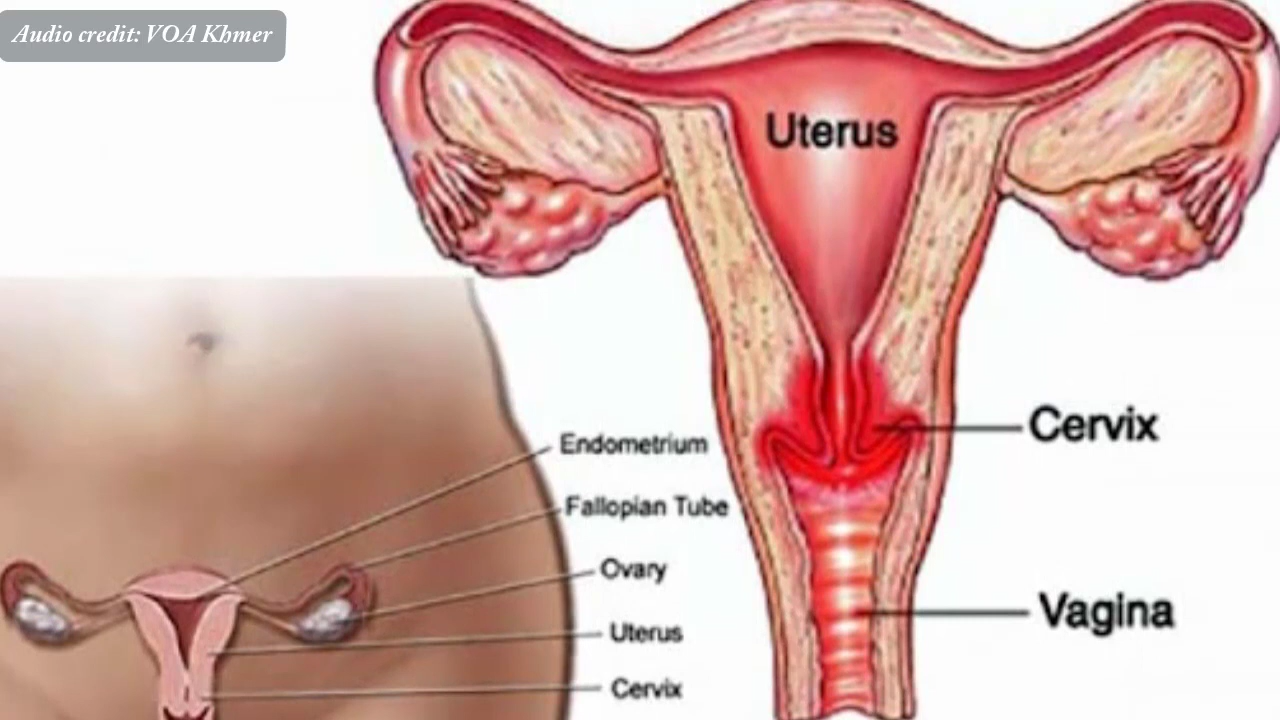 Audio credit: VOA Khmer
Uterus
Cervix
Vagina
Endometrium
Fallopian Tube
Ovary
Uterus
Cervix